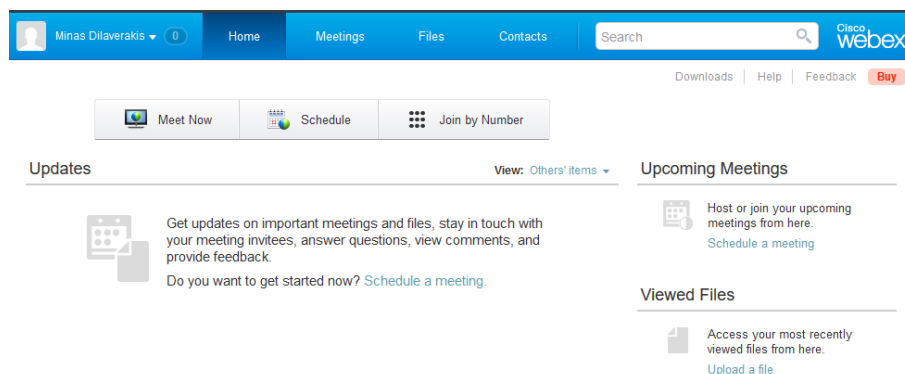 Minas Dilaverakis 0 Home Meetings Files Contacts Search Cisco webex
Downloads Help Feedback Buy
Meet Now Schedule Join by Number
Updates View: Others' items
Get updates on important meetings and files, stay in touch with
your meeting invitees, answer questions, view comments, and
provide feedback.
Do you want to get started now? Schedule a meeting.
Upcoming Meetings
Host or join your upcoming
meetings from here.
Schedule a meeting
Viewed Files
Access your most recently
viewed files from here.
Upload a file